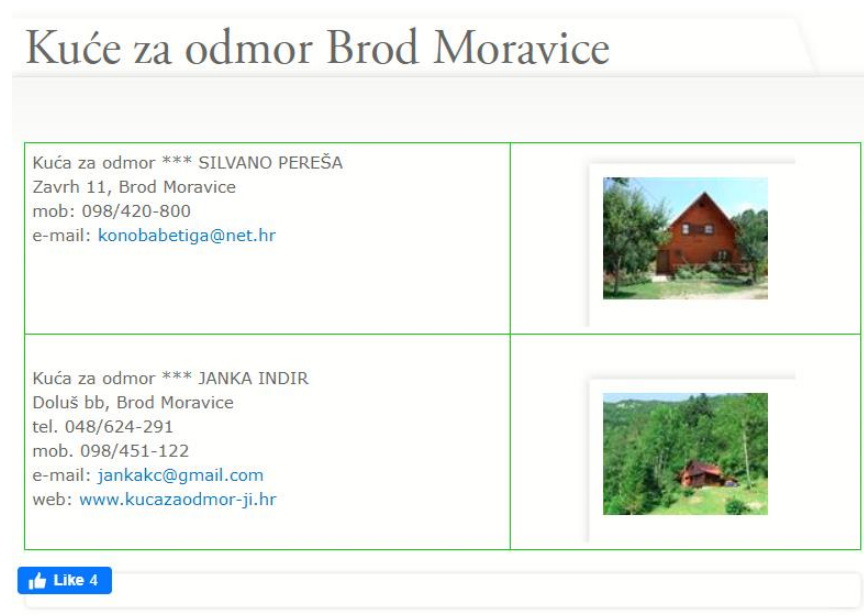 Kuće za odmor Brod Moravice
Kuća za odmor *** SILVANO PEREŠA
Zavrh 11, Brod Moravice
mob: 098/420-800
e-mail: konobabetiga@net.hr
Kuća za odmor *** JANKA INDIR
Doluš bb, Brod Moravice
tel. 048/624-291
mob. 098/451-122
e-mail: jankakc@gmail.com
web: www.kucazaodmor-ji.hr
Like 4